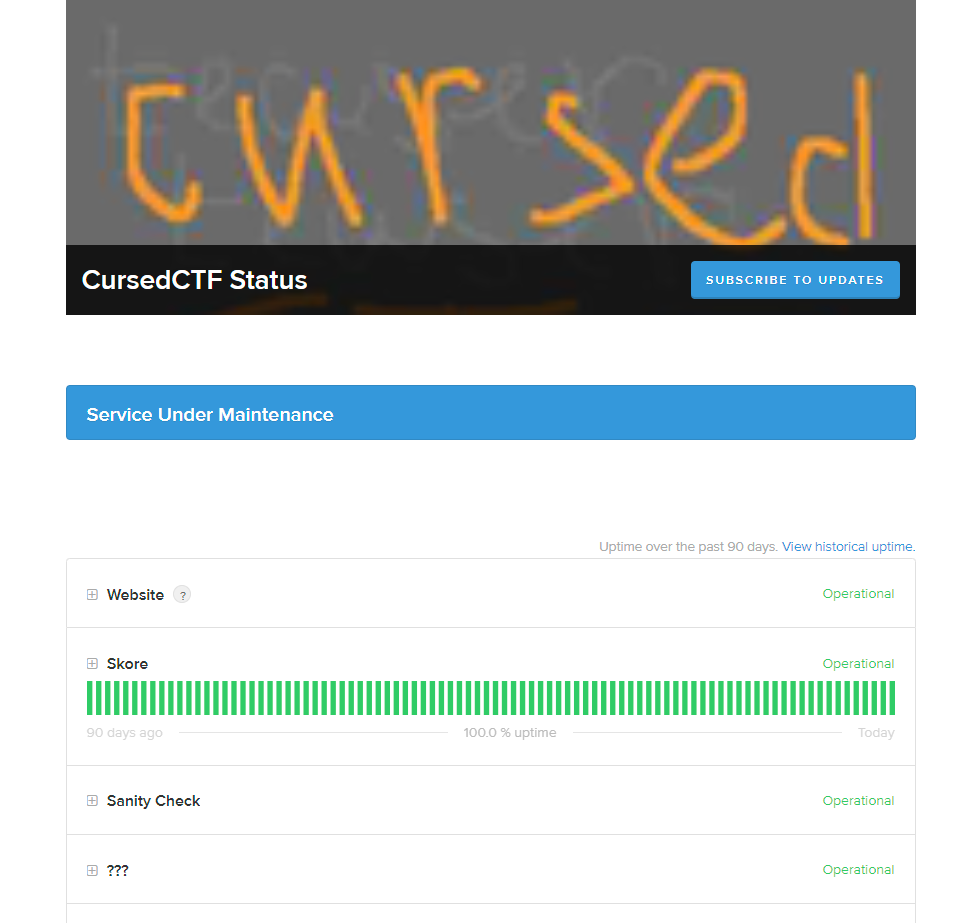 cursed
CursedCTF Status
SUBSCRIBE TO UPDATES
Service Under Maintenance
Uptime over the past 90 days. View historical uptime.
Website ? Operational
Skore Operational
90 days ago 100.0 % uptime Today
Sanity Check Operational
??? Operational